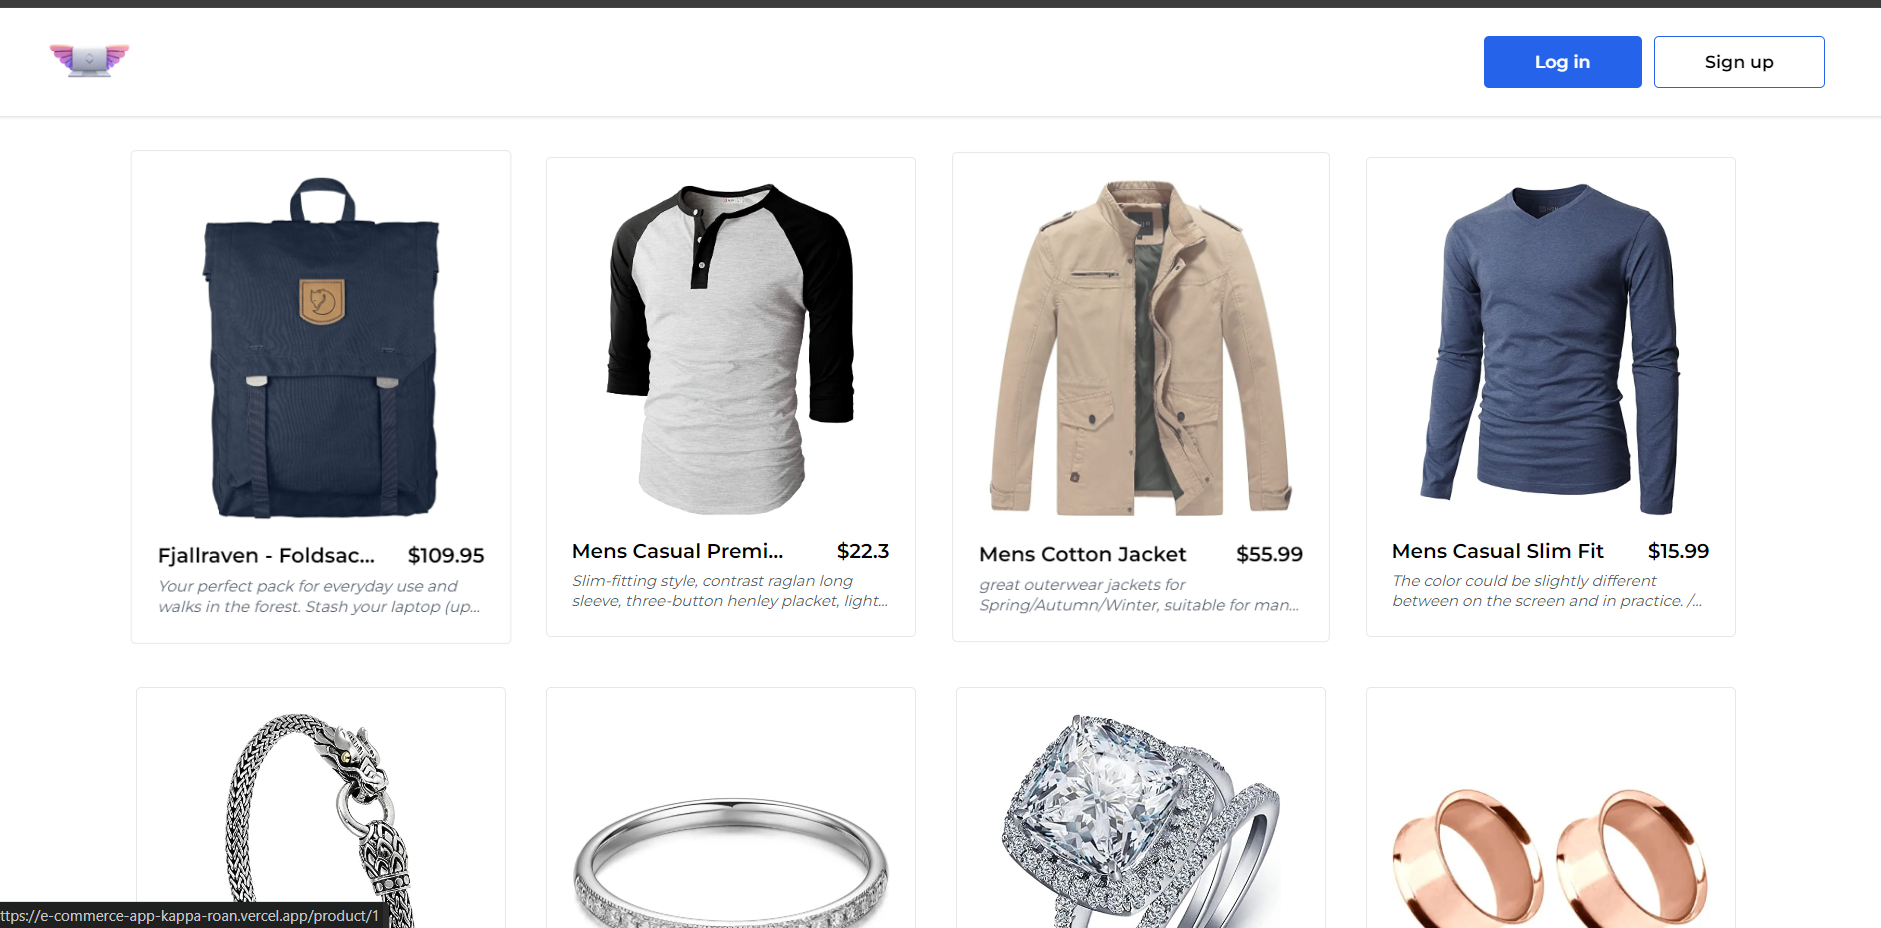 Log in
Sign up
Fjallraven - Foldsac... $109.95
Your perfect pack for everyday use and
walks in the forest. Stash your laptop (up...
Mens Casual Premi... $22.3
Slim-fitting style, contrast raglan long
sleeve, three-button henley placket, light...
Mens Cotton Jacket $55.99
great outerwear jackets for
Spring/Autumn/Winter, suitable for man...
Mens Casual Slim Fit $15.99
The color could be slightly different
between on the screen and in practice. /...
ttps://e-commerce-app-kappa-roan.vercel.app/product/1